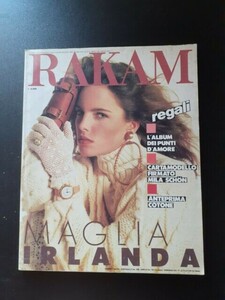 RAKAM
regali
L'ALBUM
DEI PUNTI
D'AMORE
CARTAMODELLO
FIRMATO
MILA SCHON
ANTEPRIMA
COTONE
MAGLIA
IRLANDA